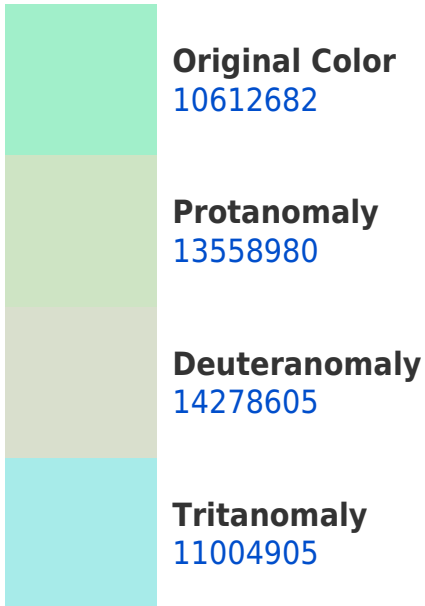 Original Color
10612682
Protanomaly
13558980
Deuteranomaly
14278605
Tritanomaly
11004905